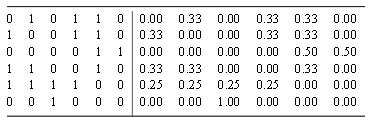 0 1 0 1 1 0 0.00 0.33 0.00 0.33 0.33 0.00
1 0 0 1 1 0 0.33 0.00 0.00 0.33 0.33 0.00
0 0 0 0 1 1 0.00 0.00 0.00 0.00 0.50 0.50
1 1 0 0 1 0 0.33 0.33 0.00 0.00 0.33 0.00
1 1 1 1 0 0 0.25 0.25 0.25 0.25 0.00 0.00
0 0 1 0 0 0 0.00 0.00 1.00 0.00 0.00 0.00